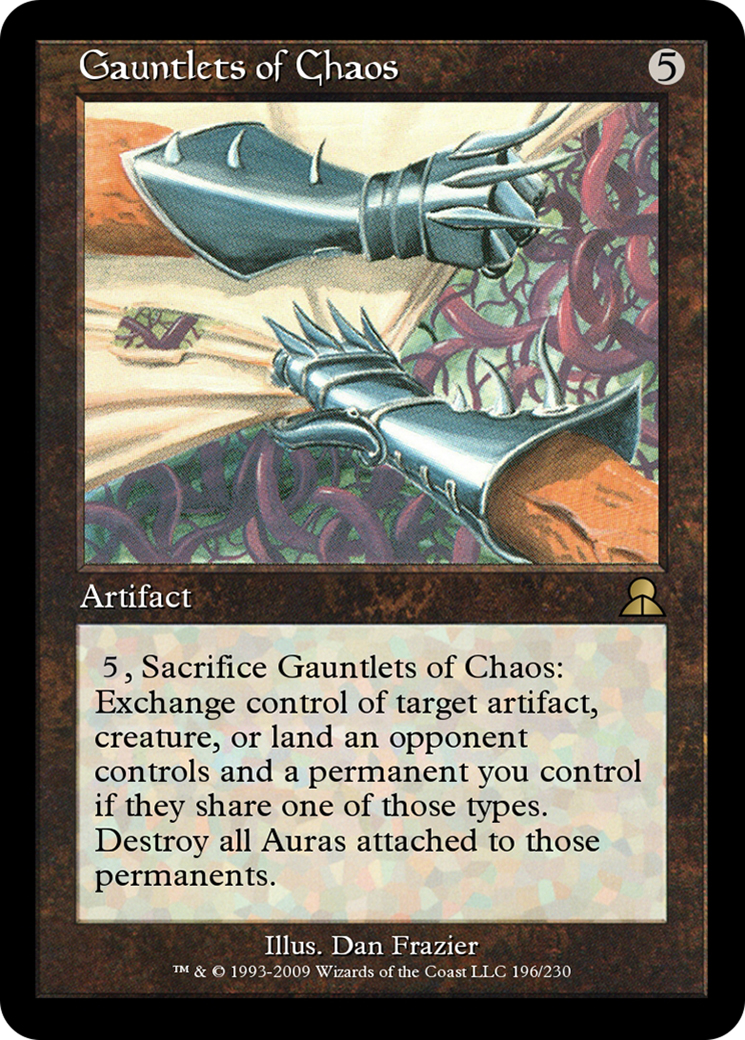 Gauntlets of Chaos 5
Artifact
5, Sacrifice Gauntlets of Chaos:
Exchange control of target artifact,
creature, or land an opponent
controls and a permanent you control
if they share one of those types.
Destroy all Auras attached to those
permanents.
Illus. Dan Frazier
™ & © 1993-2009 Wizards of the Coast LLC 196/230